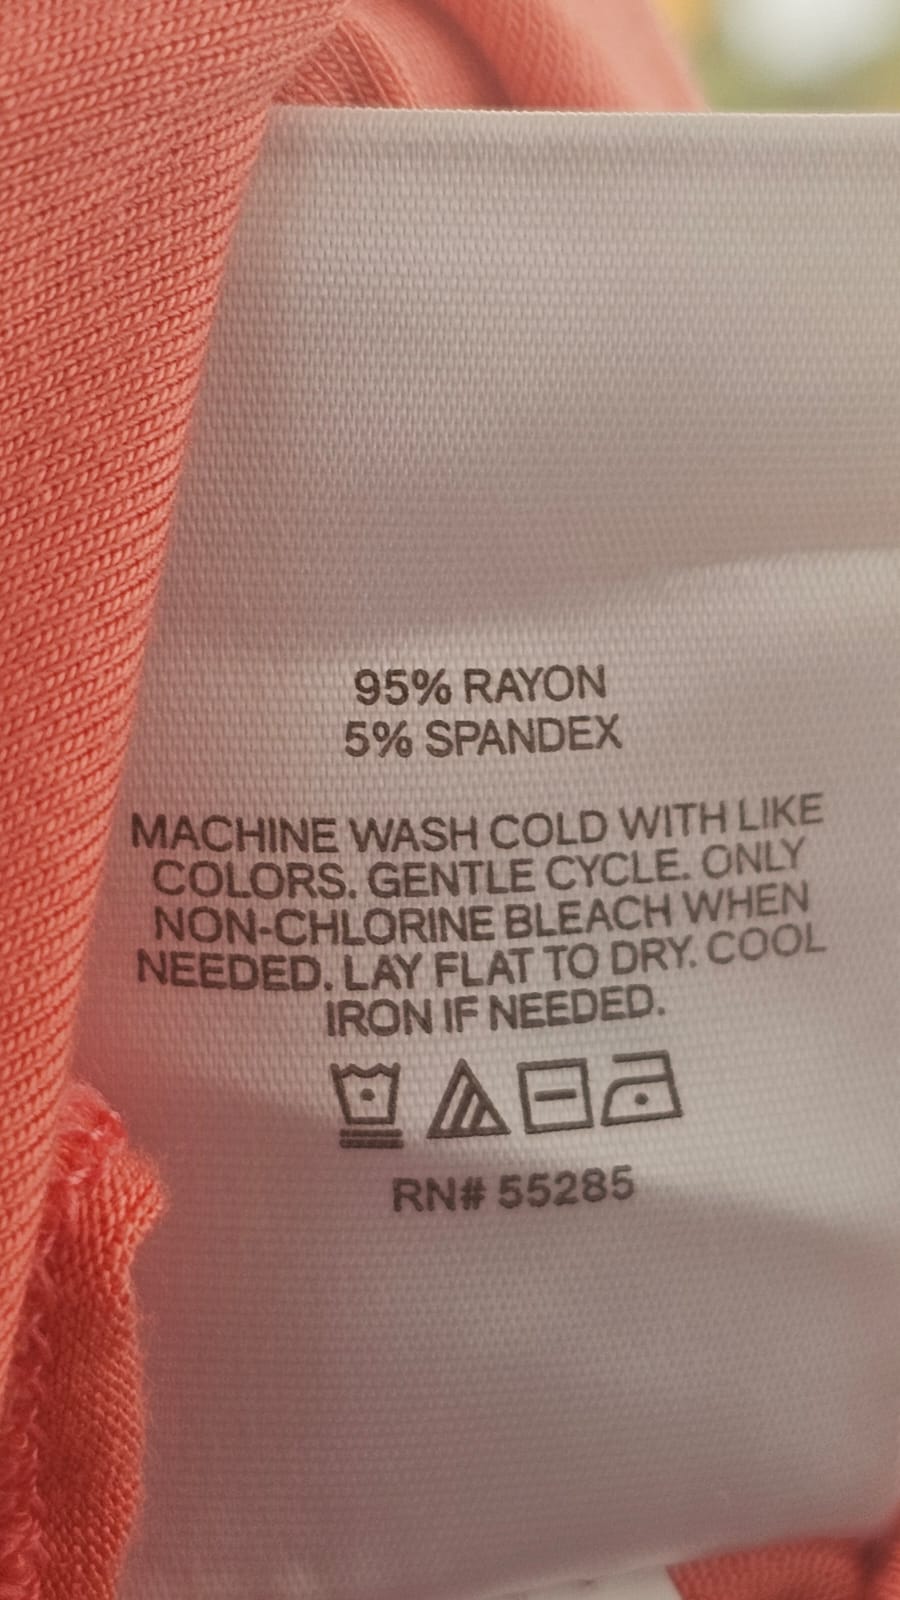 95% RAYON
5% SPANDEX
MACHINE WASH COLD WITH LIKE
COLORS. GENTLE CYCLE. ONLY
NON-CHLORINE BLEACH WHEN
NEEDED. LAY FLAT TO DRY. COOL
IRON IF NEEDED.
RN# 55285